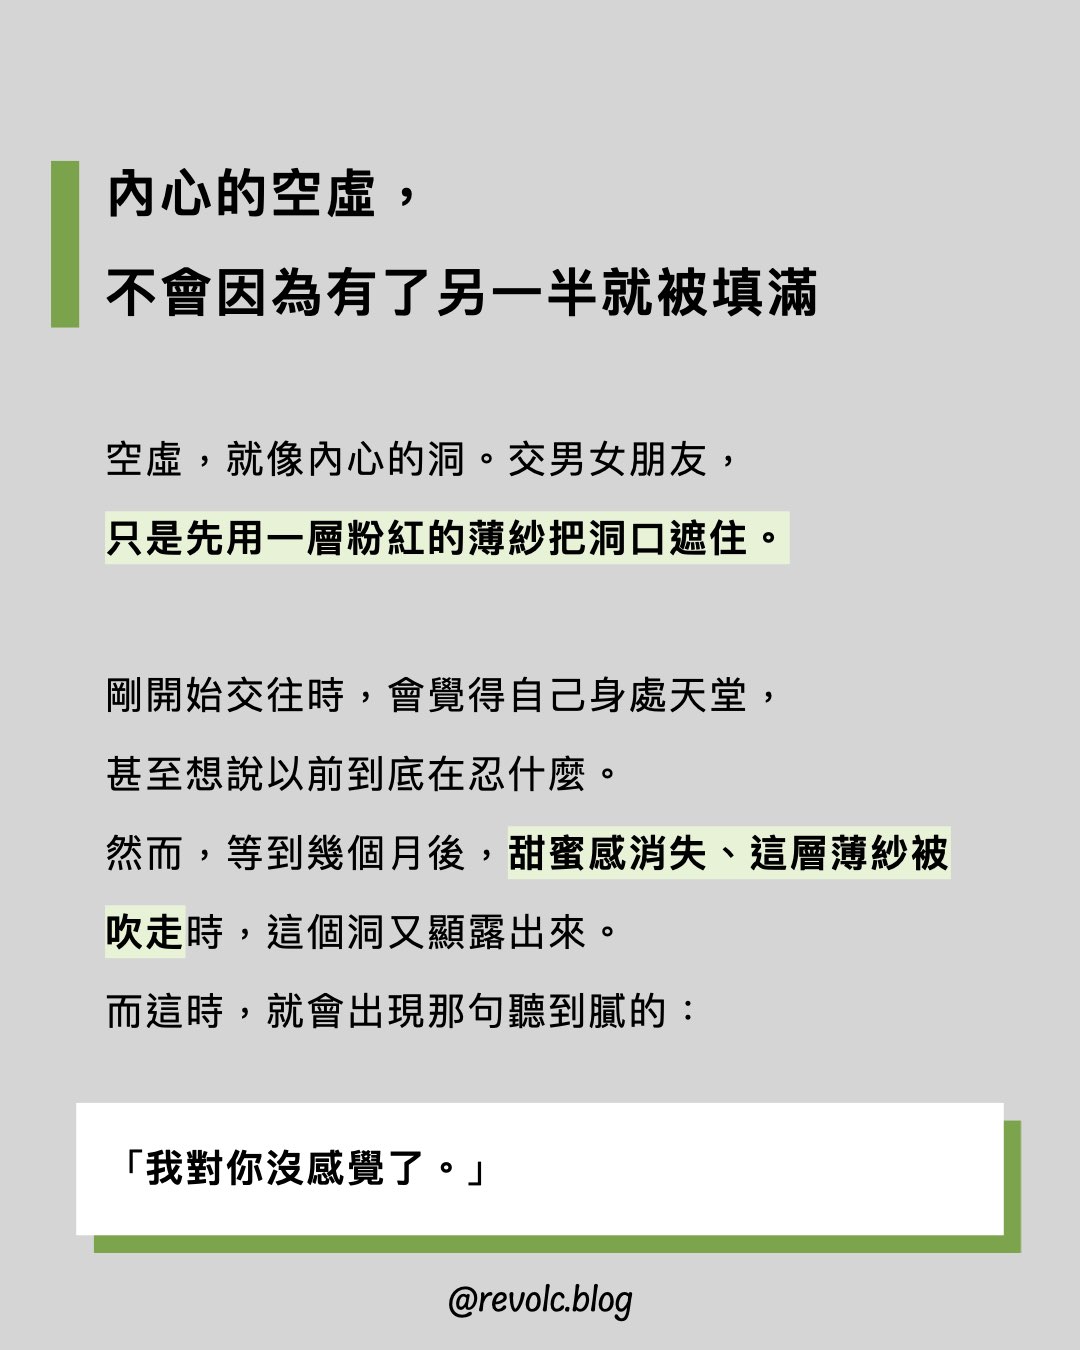 內心的空虛，
不會因為有了另一半就被填滿
空虛，就像內心的洞。交男女朋友，
只是先用一層粉紅的薄紗把洞口遮住。
剛開始交往時，會覺得自己身處天堂，
甚至想說以前到底在忍什麼。
然而，等到幾個月後，甜蜜感消失、這層薄紗被
吹走時，這個洞又顯露出來。
而這時，就會出現那句聽到膩的：
「我對你沒感覺了。」
@revolc.blog